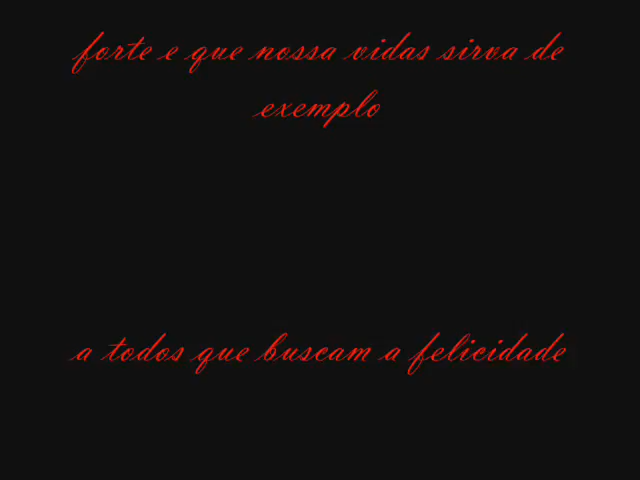 forte e que nossa vidas sirva de
exemplo
a todos que buscam a felicidade